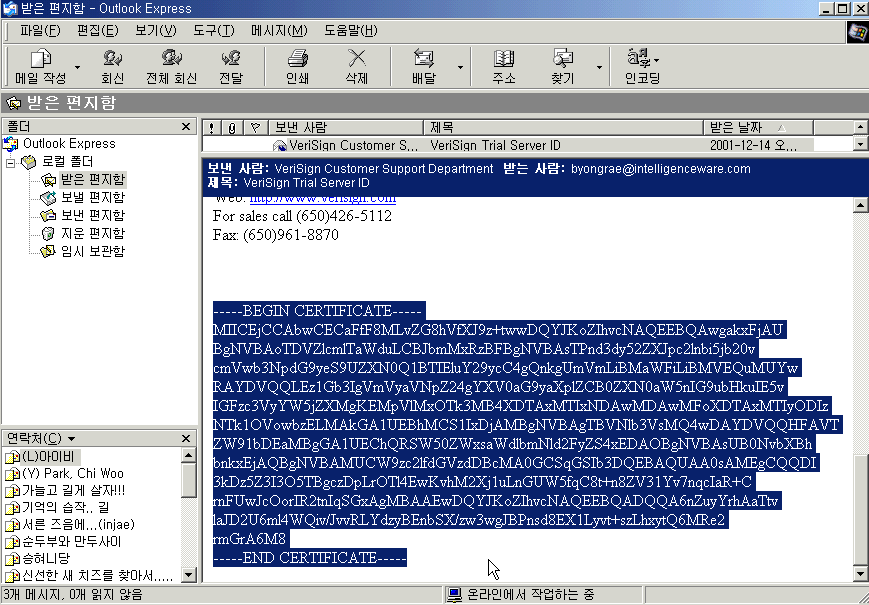 받은 편지함 - Outlook Express
파일(F) 편집(E) 보기(V) 도구(T) 메시지(M) 도움말(H)
메일 작성 회신 전체 회신 전달 인쇄 삭제 배달 주소 찾기 인코딩
받은 편지함
폴더
Outlook Express
로컬 폴더
받은 편지함
보낼 편지함
보낸 편지함
지운 편지함
임시 보관함
연락처(C)
(L)아이비
(Y) Park, Chi Woo
가늘고 길게 살자!!!
기억의 습작.. 길
서른 즈음에...(injae)
순두부와 만두사이
승혀니당
신선한 새 치즈를 찾아서.....
! 보낸 사람 제목 받은 날짜
VeriSign Customer S... VeriSign Trial Server ID 2001-12-14 오...
보낸 사람: VeriSign Customer Support Department 받는 사람: byongrae@intelligenceware.com
제목: VeriSign Trial Server ID
Web: http://www.verisign.com
For sales call (650)426-5112
Fax: (650)961-8870
-----BEGIN CERTIFICATE-----
MIICEjCCAbwCECaFfF8MLvZG8hVfXJ9z+twwDQYJKoZIhvcNAQEEBQAwgakxFjAU
BgNVBAoTDVZlcmlTaWduLCBJbmMxRzBFBgNVBAsTPnd3dy52ZXJpc2lnbi5jb20v
cmVwb3NpdG9yeS9UZXN0Q1BTIEluY29ycC4gQnkgUmVmLiBMaWFiLiBMVEQuMUYw
RAYDVQQLEz1Gb3IgVmVyaVNpZ24gYXV0aG9yaXplZCB0ZXN0aW5nIG9ubHkuIE5v
IGFzc3VyYW5jZXMgKEMpVlMxOTk3MB4XDTAxMTIxNDAwMDAwMFoXDTAxMTIyODIz
NTk1OVowbzELMAkGA1UEBhMCS1IxDjAMBgNVBAgTBVNlb3VsMQ4wDAYDVQQHFAVT
ZW91bDEaMBgGA1UEChQRSW50ZWxsaWdlbmNld2FyZS4xEDAOBgNVBAsUB0NvbXBh
bnkxEjAQBgNVBAMUCW9zc2lfdGVzdDBcMA0GCSqGSIb3DQEBAQUAA0sAMEgCQQDI
3kDz5Z3I3O5TBgczDpLrOTl4EwKvhM2Xj1uLnGUW5fqC8t+n8ZV31Yv7nqcIaR+C
mFUwJcOorIR2tnIqSGxAgMBAAEwDQYJKoZIhvcNAQEEBQADQQA6nZuyYrhAaTtv
laJD2U6ml4WQiw/JvvRLYdzyBEnbSX/zw3wgJBPnsd8EX1Lyvt+szLhxytQ6MRe2
rmGrA6M8
-----END CERTIFICATE-----
3개 메시지, 0개 읽지 않음 온라인에서 작업하는 중